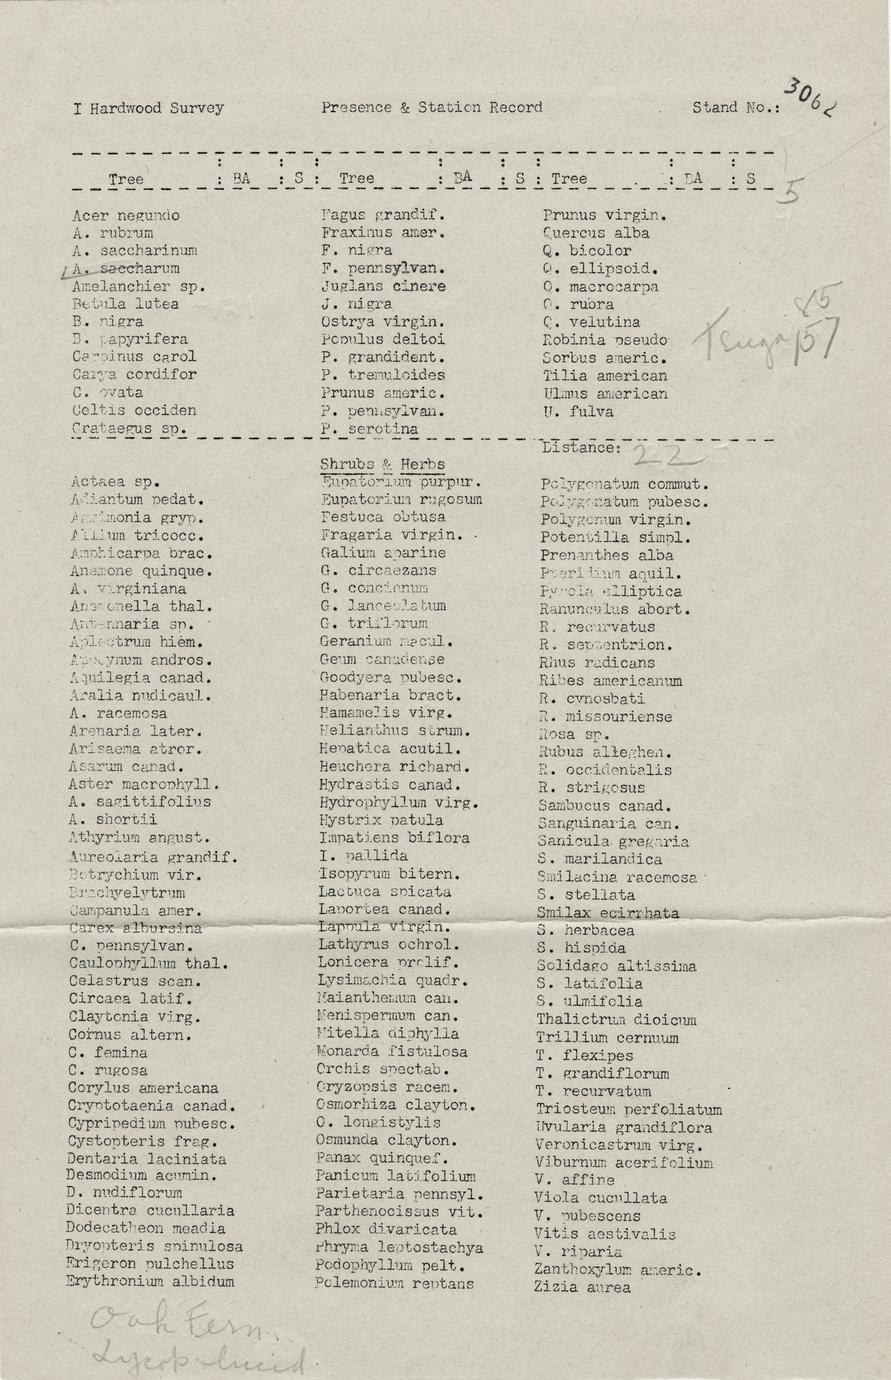 I Hardwood Survey Presence & Station Record Stand No.: 3062
Tree : BA : S : Tree : BA : S : Tree : BA : S
5
Acer negundo Fagus grandif. Prunus virgin.
A. rubrum Fraxinus amer. Quercus alba
A. saccharinum F. nigra Q. bicolor
A. saccharum F. pennsylvan. Q. ellipsoid.
Amelanchier sp. Juglans cinere Q. macrocarpa
Betula lutea J. nigra Q. rubra
B. nigra Ostrya virgin. Q. velutina
B. papyrifera Populus deltoi Robinia pseudo Tsuga 57
Carpinus carol P. grandident. Sorbus americ.
Carya cordifor P. tremuloides Tilia american
C. ovata Prunus americ. Ulmus american
Celtis occiden P. pennsylvan. U. fulva
Crataegus sp. P. serotina
Distance: 22
Shrubs & Herbs
Actaea sp. Eupatorium purpur. Polygonatum commut.
Adiantum pedat. Eupatorium rugosum Polygonatum pubesc.
Agrimonia gryp. Festuca obtusa Polygonum virgin.
Allium tricocc. Fragaria virgin. Potentilla simpl.
Amphicarpa brac. Galium aparine Prenanthes alba
Anemone quinque. G. circaezans Pteridium aquil.
A. virginiana G. concinnum Pyrola elliptica
Anemonella thal. G. lanceolatum Ranunculus abort.
Antennaria sp. G. triflorum R. recurvatus
Aplectrum hiem. Geranium macul. R. septentrion.
Apocynum andros. Geum canadense Rhus radicans
Aquilegia canad. Goodyera pubesc. Ribes americanum
Aralia nudicaul. Habenaria bract. R. cynosbati
A. racemosa Hamamelis virg. R. missouriense
Arenaria later. Helianthus strum. Rosa sp.
Arisaema atror. Hepatica acutil. Rubus alleghen.
Asarum canad. Heuchera richard. R. occidentalis
Aster macrophyll. Hydrastis canad. R. strigosus
A. sagittifolius Hydrophyllum virg. Sambucus canad.
A. shortii Hystrix patula Sanguinaria can.
Athyrium angust. Impatiens biflora Sanicula gregaria
Aureolaria grandif. I. pallida S. marilandica
Botrychium vir. Isopyrum bitern. Smilacina racemosa
Brachyelytrum Lactuca spicata S. stellata
Campanula amer. Laportea canad. Smilax ecirrhata
Carex albursina Lappula virgin. S. herbacea
C. pennsylvan. Lathyrus ochrol. S. hispida
Caulophyllum thal. Lonicera prolif. Solidago altissima
Celastrus scan. Lysimachia quadr. S. latifolia
Circaea latif. Maianthemum can. S. ulmifolia
Claytonia virg. Menispermum can. Thalictrum dioicum
Cornus altern. Mitella diphylla Trillium cernuum
C. femina Monarda fistulosa T. flexipes
C. rugosa Orchis spectab. T. grandiflorum
Corylus americana Oryzopsis racem. T. recurvatum
Cryptotaenia canad. Osmorhiza clayton. Triosteum perfoliatum
Cypripedium pubesc. O. longistylis Uvularia grandiflora
Cystopteris frag. Osmunda clayton. Veronicastrum virg.
Dentaria laciniata Panax quinquef. Viburnum acerifolium
Desmodium acumin. Panicum latifolium V. affine
D. nudiflorum Parietaria pennsyl. Viola cucullata
Dicentra cucullaria Parthenocissus vit. V. pubescens
Dodecatheon meadia Phlox divaricata Vitis aestivalis
Dryopteris spinulosa Phryma leptostachya V. riparia
Erigeron pulchellus Podophyllum pelt. Zanthoxylum americ.
Erythronium albidum Polemonium reptans Zizia aurea
Oak Fern.
Lycop. lucid.